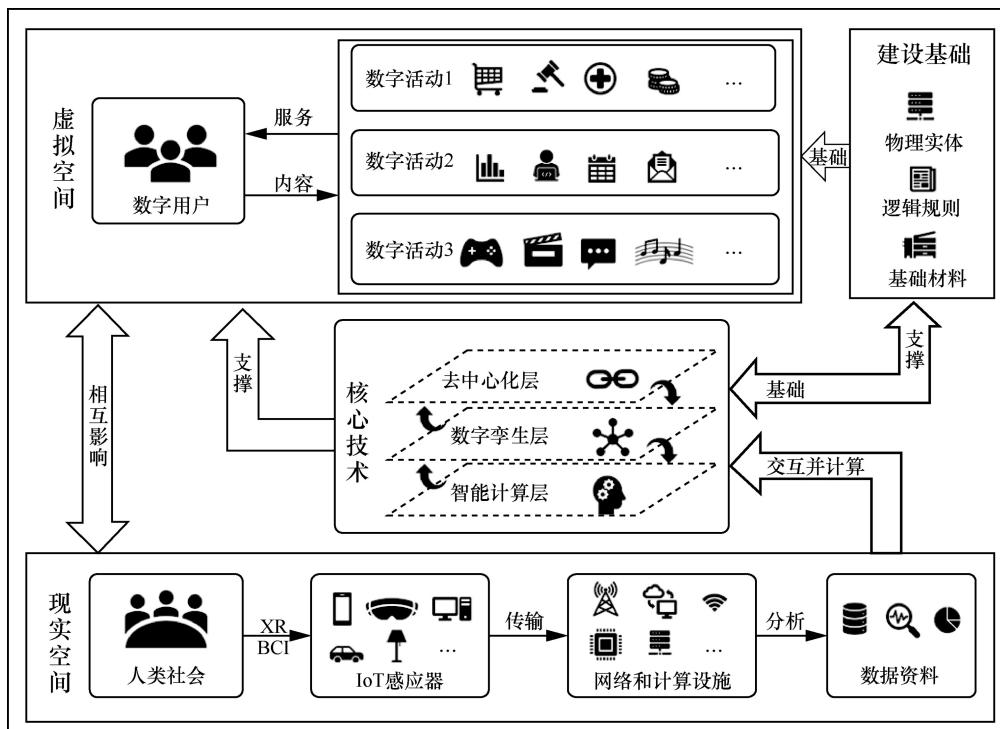 虚拟空间
数字用户
服务
内容
数字活动1
…
数字活动2
…
数字活动3
…
基础
建设基础
物理实体
逻辑规则
基础材料
相互影响
支撑
核心技术
去中心化层
数字孪生层
智能计算层
支撑
基础
交互并计算
现实空间
人类社会
XR
BCI
…
IoT感应器
传输
…
网络和计算设施
分析
数据资料